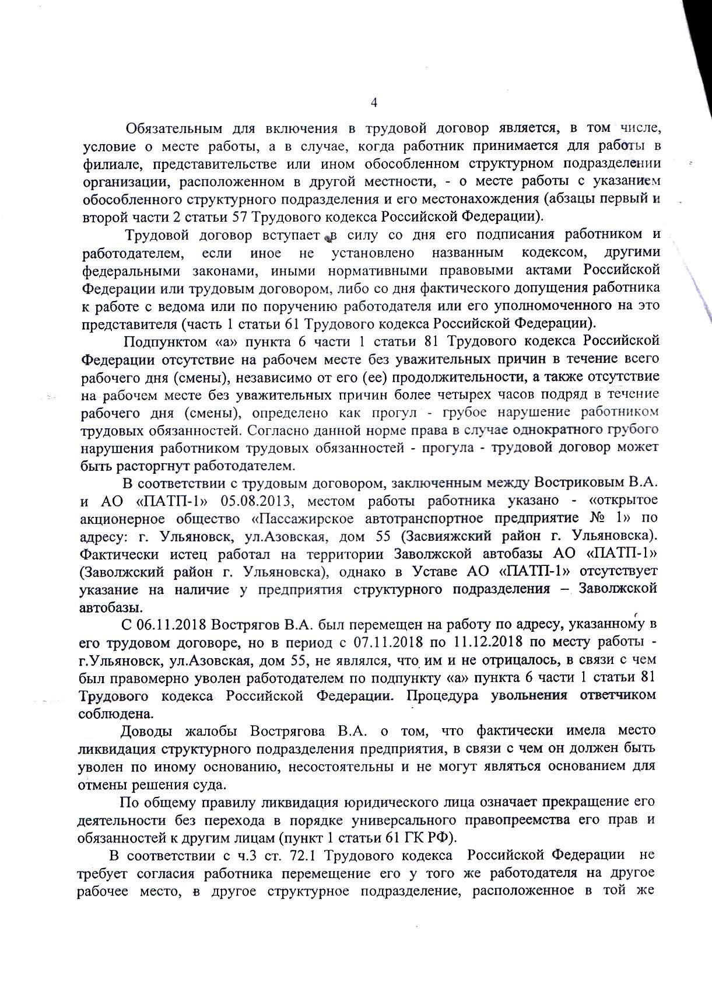 4
Обязательным для включения в трудовой договор является, в том числе,
условие о месте работы, а в случае, когда работник принимается для работы в
филиале, представительстве или ином обособленном структурном подразделении
организации, расположенном в другой местности, - о месте работы с указанием
обособленного структурного подразделения и его местонахождения (абзацы первый и
второй части 2 статьи 57 Трудового кодекса Российской Федерации).
Трудовой договор вступает в силу со дня его подписания работником и
работодателем, если иное не установлено названным кодексом, другими
федеральными законами, иными нормативными правовыми актами Российской
Федерации или трудовым договором, либо со дня фактического допущения работника
к работе с ведома или по поручению работодателя или его уполномоченного на это
представителя (часть 1 статьи 61 Трудового кодекса Российской Федерации).
Подпунктом «а» пункта 6 части 1 статьи 81 Трудового кодекса Российской
Федерации отсутствие на рабочем месте без уважительных причин в течение всего
рабочего дня (смены), независимо от его (ее) продолжительности, а также отсутствие
на рабочем месте без уважительных причин более четырех часов подряд в течение
рабочего дня (смены), определено как прогул - грубое нарушение работником
трудовых обязанностей. Согласно данной норме права в случае однократного грубого
нарушения работником трудовых обязанностей - прогула - трудовой договор может
быть расторгнут работодателем.
В соответствии с трудовым договором, заключенным между Востриковым В.А.
и АО «ПАТП-1» 05.08.2013, местом работы работника указано - «открытое
акционерное общество «Пассажирское автотранспортное предприятие № 1» по
адресу: г. Ульяновск, ул.Азовская, дом 55 (Засвияжский район г. Ульяновска).
Фактически истец работал на территории Заволжской автобазы АО «ПАТП-1»
(Заволжский район г. Ульяновска), однако в Уставе АО «ПАТП-1» отсутствует
указание на наличие у предприятия структурного подразделения – Заволжской
автобазы.
С 06.11.2018 Вострягов В.А. был перемещен на работу по адресу, указанному в
его трудовом договоре, но в период с 07.11.2018 по 11.12.2018 по месту работы -
г.Ульяновск, ул.Азовская, дом 55, не являлся, что им и не отрицалось, в связи с чем
был правомерно уволен работодателем по подпункту «а» пункта 6 части 1 статьи 81
Трудового кодекса Российской Федерации. Процедура увольнения ответчиком
соблюдена.
Доводы жалобы Вострягова В.А. о том, что фактически имела место
ликвидация структурного подразделения предприятия, в связи с чем он должен быть
уволен по иному основанию, несостоятельны и не могут являться основанием для
отмены решения суда.
По общему правилу ликвидация юридического лица означает прекращение его
деятельности без перехода в порядке универсального правопреемства его прав и
обязанностей к другим лицам (пункт 1 статьи 61 ГК РФ).
В соответствии с ч.3 ст. 72.1 Трудового кодекса Российской Федерации не
требует согласия работника перемещение его у того же работодателя на другое
рабочее место, в другое структурное подразделение, расположенное в той же